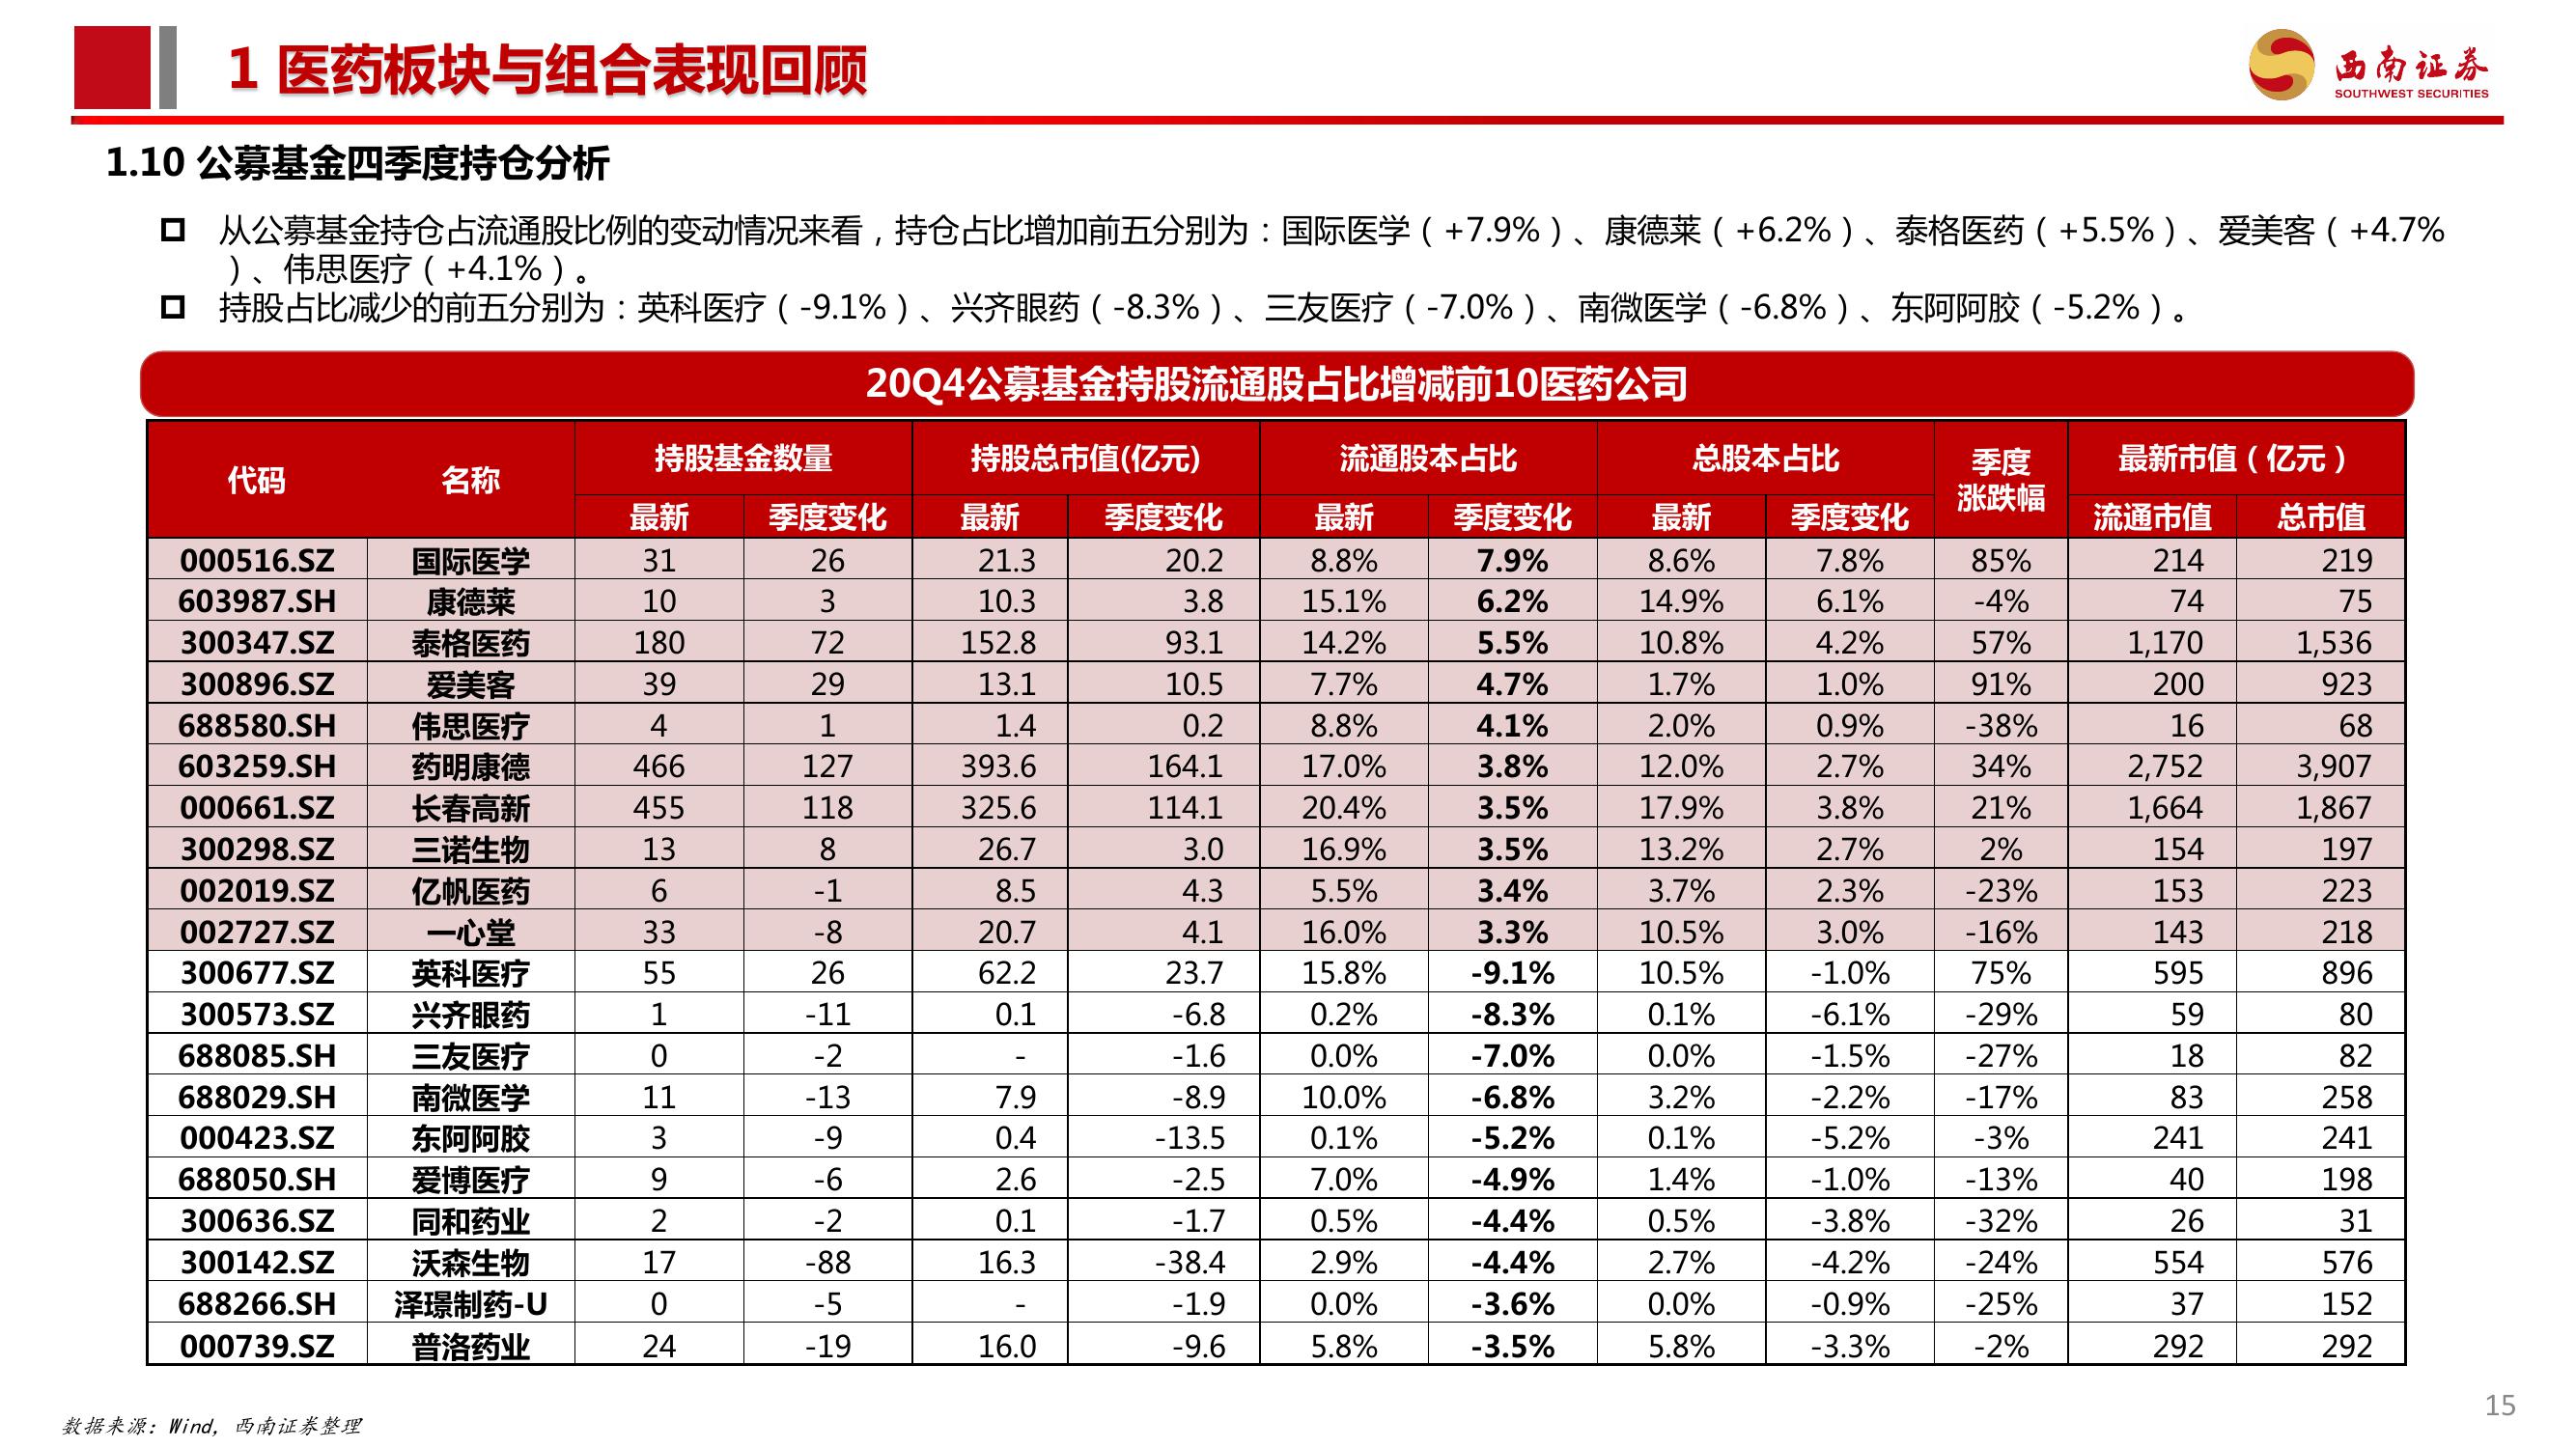 1 医药板块与组合表现回顾
西南证券
SOUTHWEST SECURITIES
1.10 公募基金四季度持仓分析
从公募基金持仓占流通股比例的变动情况来看，持仓占比增加前五分别为：国际医学（+7.9%）、康德莱（+6.2%）、泰格医药（+5.5%）、爱美客（+4.7%
）、伟思医疗（+4.1%）。
持股占比减少的前五分别为：英科医疗（-9.1%）、兴齐眼药（-8.3%）、三友医疗（-7.0%）、南微医学（-6.8%）、东阿阿胶（-5.2%）。
20Q4公募基金持股流通股占比增减前10医药公司
代码 名称 持股基金数量 持股总市值(亿元) 流通股本占比 总股本占比 季度涨跌幅 最新市值（亿元）
最新 季度变化 最新 季度变化 最新 季度变化 最新 季度变化 流通市值 总市值
000516.SZ 国际医学 31 26 21.3 20.2 8.8% 7.9% 8.6% 7.8% 85% 214 219
603987.SH 康德莱 10 3 10.3 3.8 15.1% 6.2% 14.9% 6.1% -4% 74 75
300347.SZ 泰格医药 180 72 152.8 93.1 14.2% 5.5% 10.8% 4.2% 57% 1,170 1,536
300896.SZ 爱美客 39 29 13.1 10.5 7.7% 4.7% 1.7% 1.0% 91% 200 923
688580.SH 伟思医疗 4 1 1.4 0.2 8.8% 4.1% 2.0% 0.9% -38% 16 68
603259.SH 药明康德 466 127 393.6 164.1 17.0% 3.8% 12.0% 2.7% 34% 2,752 3,907
000661.SZ 长春高新 455 118 325.6 114.1 20.4% 3.5% 17.9% 3.8% 21% 1,664 1,867
300298.SZ 三诺生物 13 8 26.7 3.0 16.9% 3.5% 13.2% 2.7% 2% 154 197
002019.SZ 亿帆医药 6 -1 8.5 4.3 5.5% 3.4% 3.7% 2.3% -23% 153 223
002727.SZ 一心堂 33 -8 20.7 4.1 16.0% 3.3% 10.5% 3.0% -16% 143 218
300677.SZ 英科医疗 55 26 62.2 23.7 15.8% -9.1% 10.5% -1.0% 75% 595 896
300573.SZ 兴齐眼药 1 -11 0.1 -6.8 0.2% -8.3% 0.1% -6.1% -29% 59 80
688085.SH 三友医疗 0 -2 - -1.6 0.0% -7.0% 0.0% -1.5% -27% 18 82
688029.SH 南微医学 11 -13 7.9 -8.9 10.0% -6.8% 3.2% -2.2% -17% 83 258
000423.SZ 东阿阿胶 3 -9 0.4 -13.5 0.1% -5.2% 0.1% -5.2% -3% 241 241
688050.SH 爱博医疗 9 -6 2.6 -2.5 7.0% -4.9% 1.4% -1.0% -13% 40 198
300636.SZ 同和药业 2 -2 0.1 -1.7 0.5% -4.4% 0.5% -3.8% -32% 26 31
300142.SZ 沃森生物 17 -88 16.3 -38.4 2.9% -4.4% 2.7% -4.2% -24% 554 576
688266.SH 泽璟制药-U 0 -5 - -1.9 0.0% -3.6% 0.0% -0.9% -25% 37 152
000739.SZ 普洛药业 24 -19 16.0 -9.6 5.8% -3.5% 5.8% -3.3% -2% 292 292
数据来源：Wind，西南证券整理
15